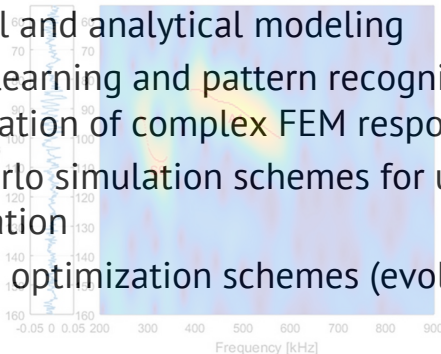 l and analytical modeling
learning and pattern recogni
ation of complex FEM respo
rlo simulation schemes for u
ation
optimization schemes (evol
60
70
80
90
100
110
120
130
140
150
160
-0.05 0 0.05 200 300 400 500 600 700 800 900
Frequency [kHz]